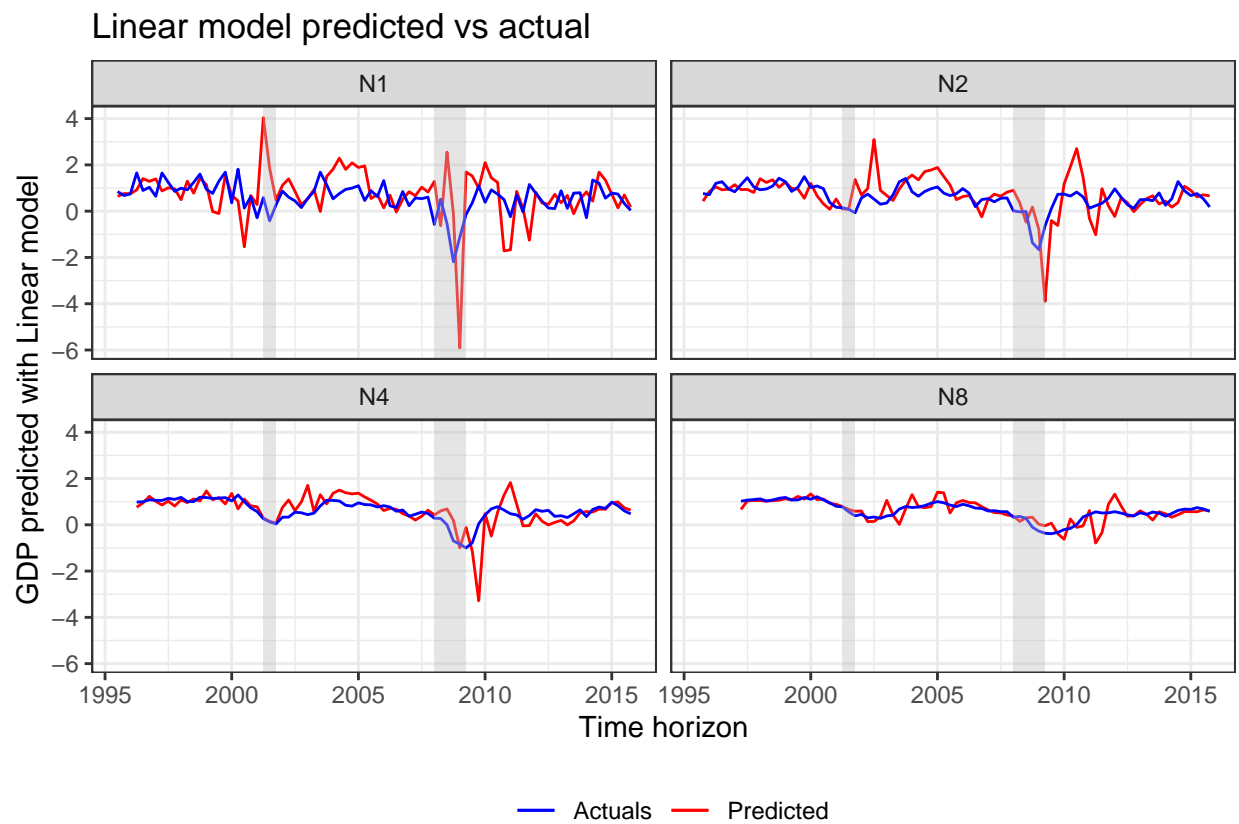 Linear model predicted vs actual
N1
N2
4
2
0
−2
−4
−6
N4
N8
4
2
0
−2
−4
−6
1995 2000 2005 2010 2015 1995 2000 2005 2010 2015
GDP predicted with Linear model
Time horizon
Actuals Predicted